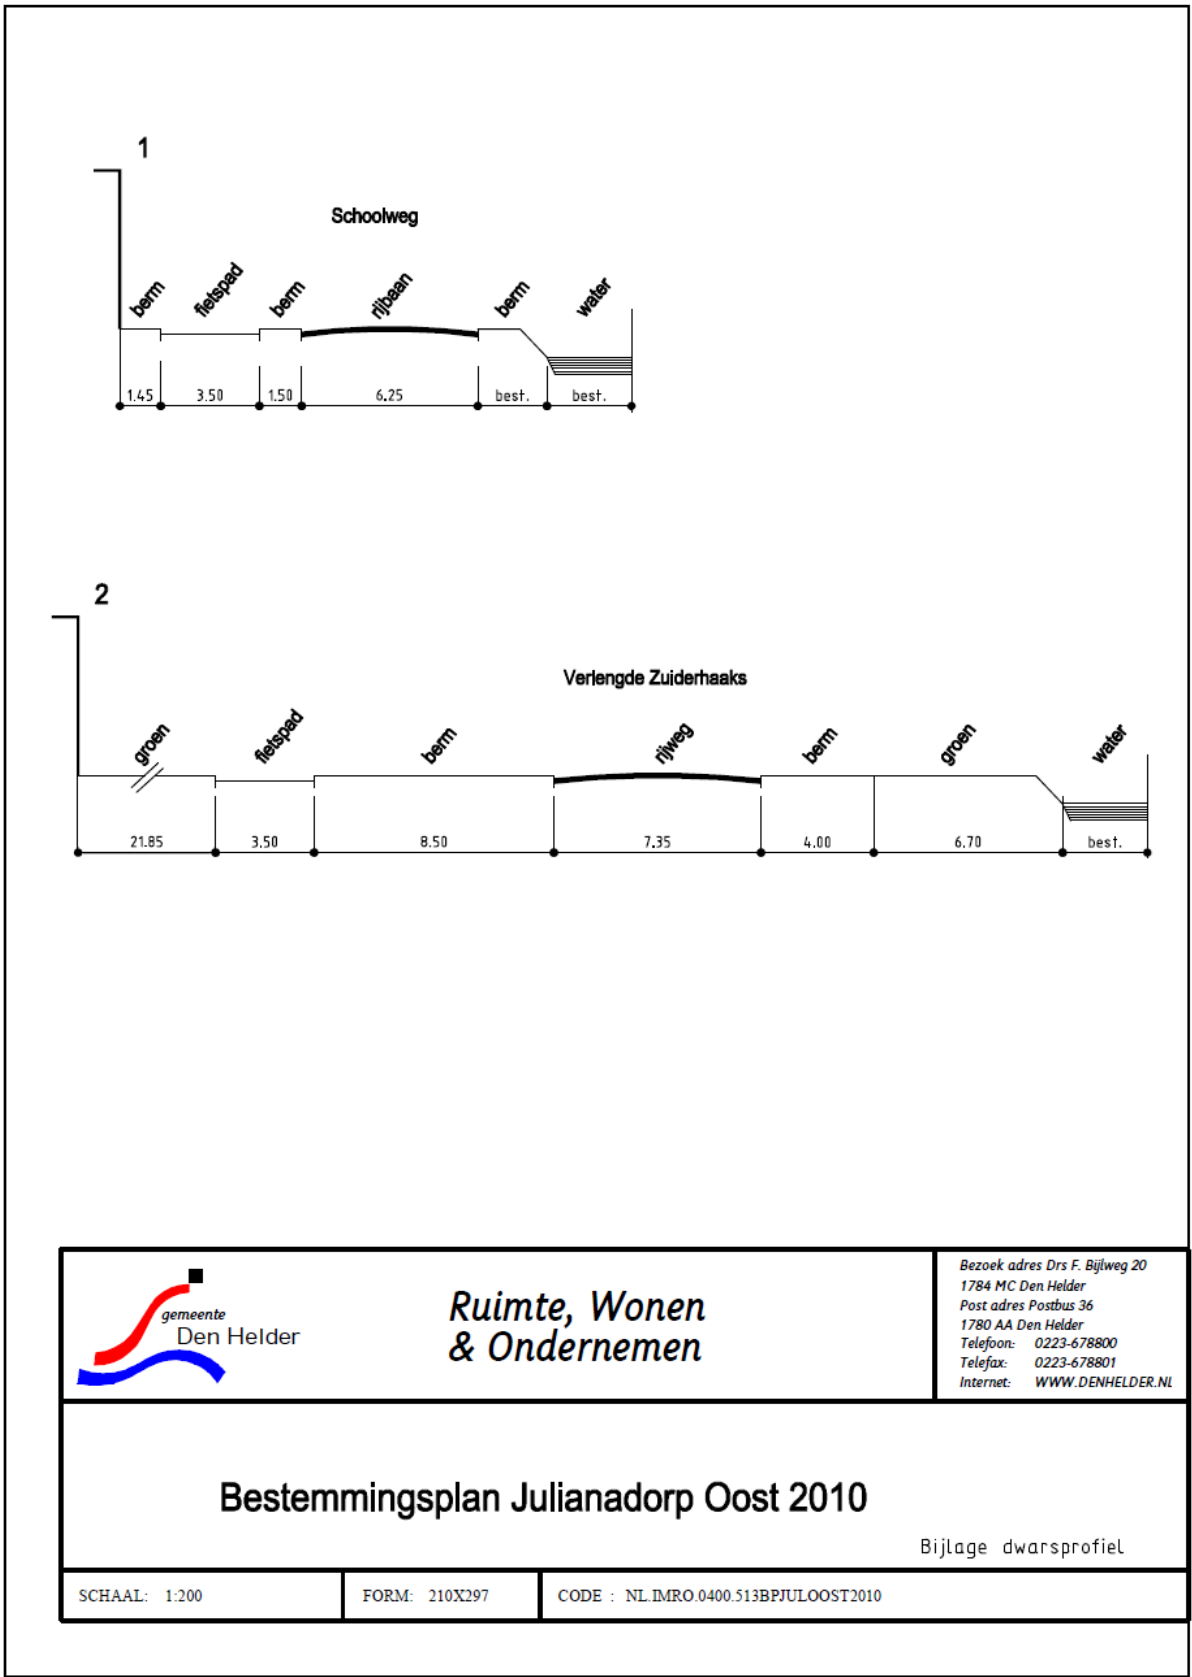 1
Schoolweg
berm fietspad berm rijbaan berm water
1.45 3.50 1.50 6.25 best. best.
2
Verlengde Zuiderhaaks
groen fietspad berm rijweg berm groen water
21.85 3.50 8.50 7.35 4.00 6.70 best.
gemeente
Den Helder
Ruimte, Wonen
& Ondernemen
Bezoek adres Drs F. Bijlweg 20
1784 MC Den Helder
Post adres Postbus 36
1780 AA Den Helder
Telefoon: 0223-678800
Telefax: 0223-678801
Internet: WWW.DENHELDER.NL
Bestemmingsplan Julianadorp Oost 2010
Bijlage dwarsprofiel
SCHAAL: 1:200 FORM: 210X297 CODE : NL.IMRO.0400.513BPJULOOST2010